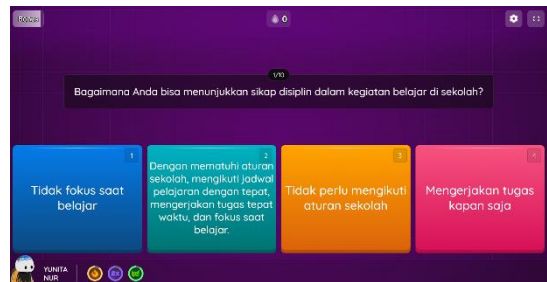 0
1/10
Bagaimana Anda bisa menunjukkan sikap disiplin dalam kegiatan belajar di sekolah?
1
Tidak fokus saat
belajar
2
Dengan mematuhi aturan
sekolah, mengikuti jadwal
pelajaran dengan tepat,
mengerjakan tugas tepat
waktu, dan fokus saat
belajar.
3
Tidak perlu mengikuti
aturan sekolah
4
Mengerjakan tugas
kapan saja
YUNITA
NUR